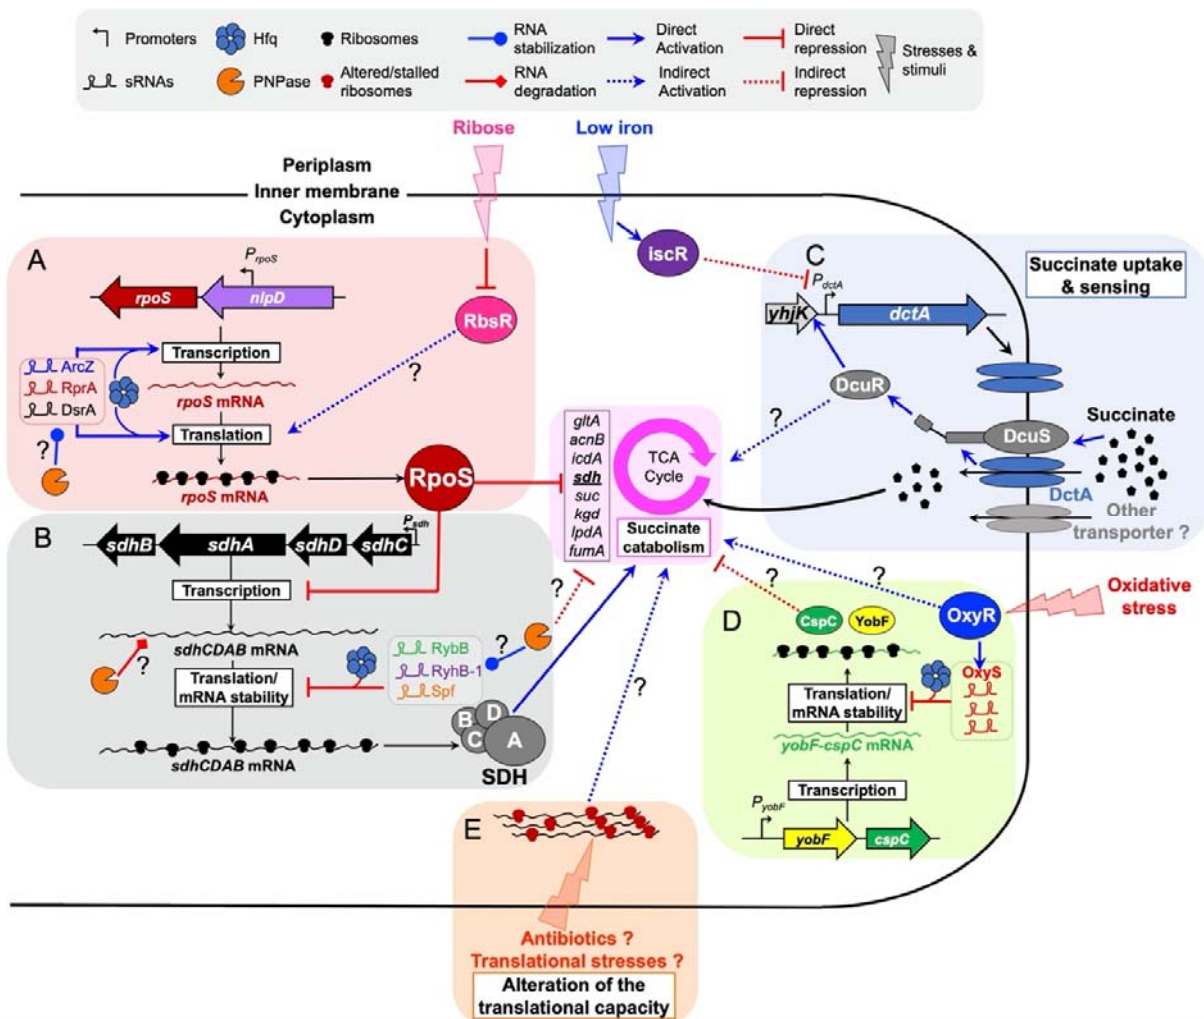 Promoters
Hfq
Ribosomes
RNA
stabilization
Direct
Activation
Direct
repression
Stresses &
stimuli
sRNAs
PNPase
Altered/stalled
ribosomes
RNA
degradation
Indirect
Activation
Indirect
repression
Ribose
Low iron
Periplasm
Inner membrane
Cytoplasm
A
PrpoS
rpoS
nlpD
Transcription
ArcZ
RprA
DsrA
rpoS mRNA
Translation
?
rpoS mRNA
RpoS
RbsR
?
iscR
C
Succinate uptake
& sensing
PdctA
yhjK
dctA
DcuR
?
DcuS
Succinate
DctA
Other
transporter ?
gltA
acnB
icdA
sdh
suc
kgd
lpdA
fumA
TCA
Cycle
Succinate
catabolism
B
Psdh
sdhB
sdhA
sdhD
sdhC
Transcription
sdhCDAB mRNA
?
Translation/
mRNA stability
RybB
RyhB-1
Spf
?
?
sdhCDAB mRNA
B
D
C
A
SDH
?
?
?
D
CspC
YobF
OxyR
Oxidative
stress
OxyS
Translation/
mRNA stability
yobF-cspC mRNA
Transcription
PyobF
yobF
cspC
E
Antibiotics ?
Translational stresses ?
Alteration of the
translational capacity